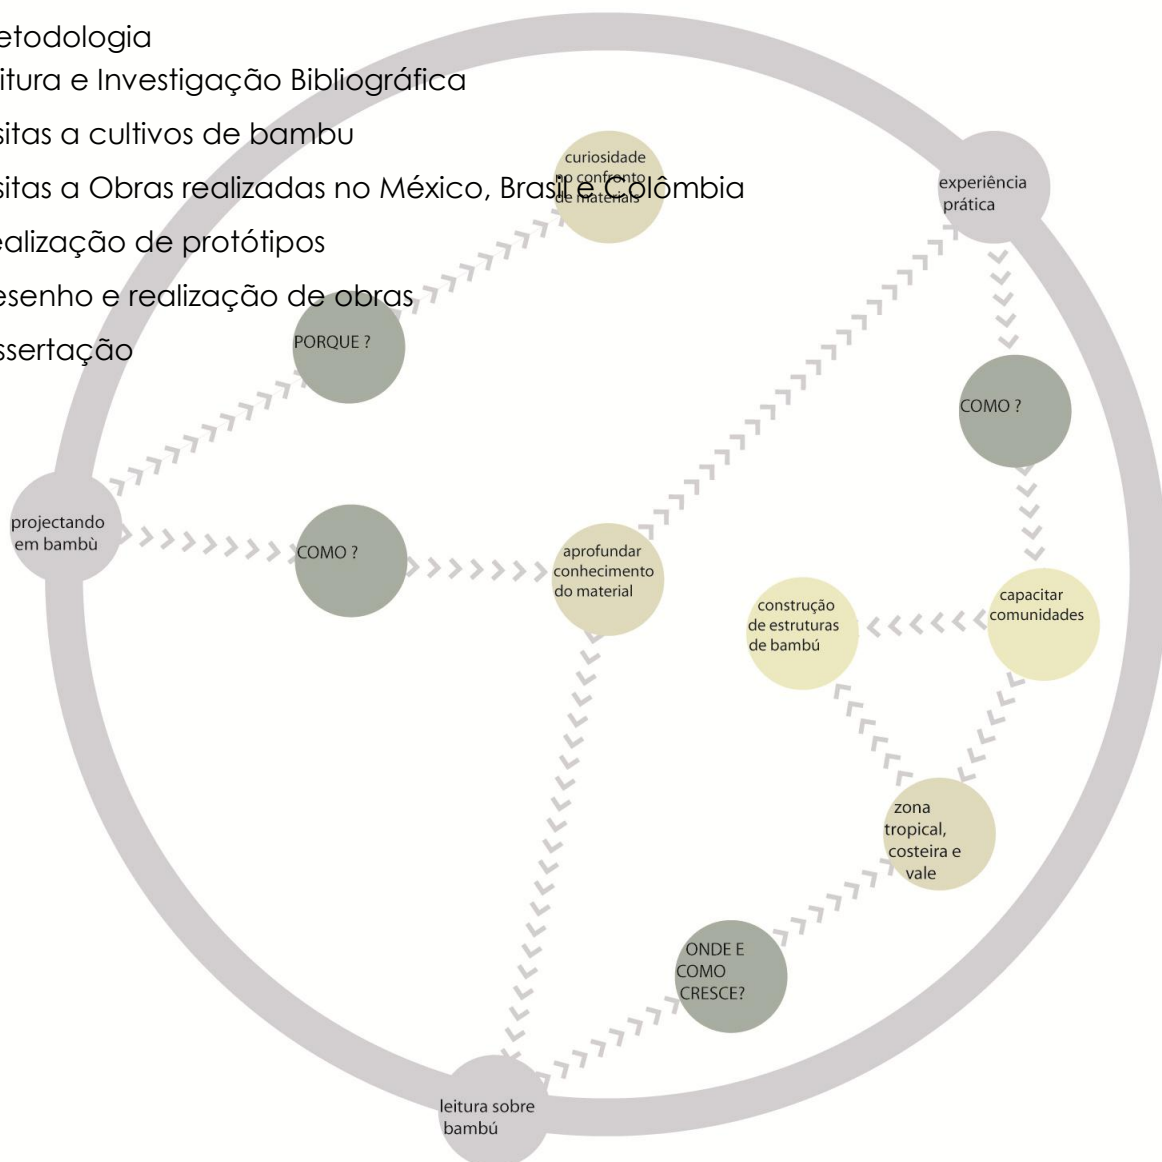 etodologia
itura e Investigação Bibliográfica
sitas a cultivos de bambu
sitas a Obras realizadas no México, Brasil e Colômbia
ealização de protótipos
esenho e realização de obras
ssertação
curiosidade
no confronto
de materiais
experiência
prática
PORQUE ?
COMO ?
projectando
em bambù
COMO ?
aprofundar
conhecimento
do material
construção
de estruturas
de bambú
capacitar
comunidades
zona
tropical,
costeira e
vale
ONDE E
COMO
CRESCE?
leitura sobre
bambú